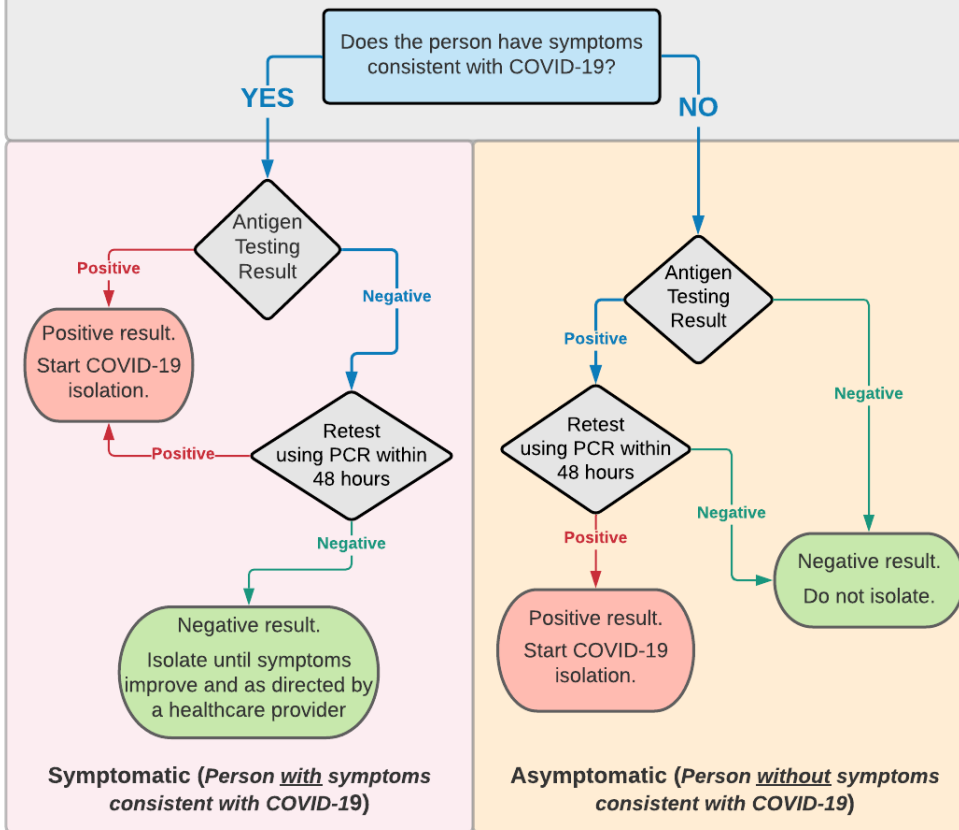 Does the person have symptoms
consistent with COVID-19?
YES
NO
Antigen
Testing
Result
Positive
Negative
Positive result.
Start COVID-19
isolation.
Retest
using PCR within
48 hours
Positive
Negative
Negative result.
Isolate until symptoms
improve and as directed by
a healthcare provider
Symptomatic (Person with symptoms
consistent with COVID-19)
Antigen
Testing
Result
Positive
Negative
Retest
using PCR within
48 hours
Negative
Positive
Negative result.
Do not isolate.
Positive result.
Start COVID-19
isolation.
Asymptomatic (Person without symptoms
consistent with COVID-19)